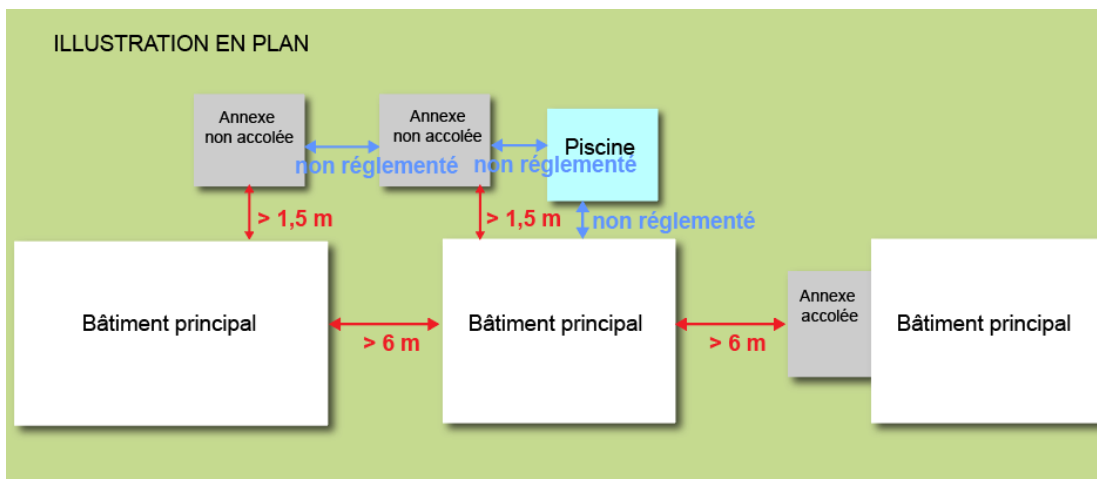 ILLUSTRATION EN PLAN
Annexe
non accolée
Annexe
non accolée
Piscine
non réglementé
non réglementé
> 1,5 m
> 1,5 m
non réglementé
Bâtiment principal
> 6 m
Bâtiment principal
> 6 m
Annexe
accolée
Bâtiment principal